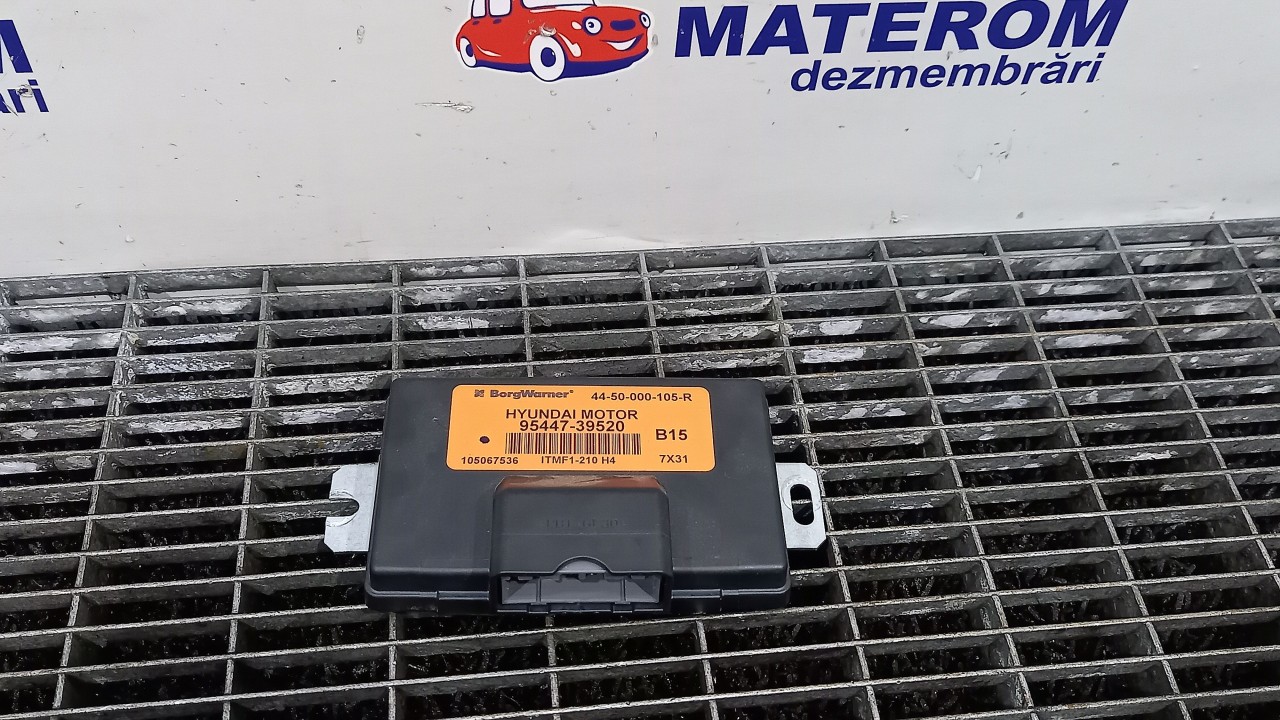 MATEROM
dezmembrări
BorgWarner
44-50-000-105-R
HYUNDAI MOTOR
95447-39520
B15
105067536
ITMF1-210 H4
7X31